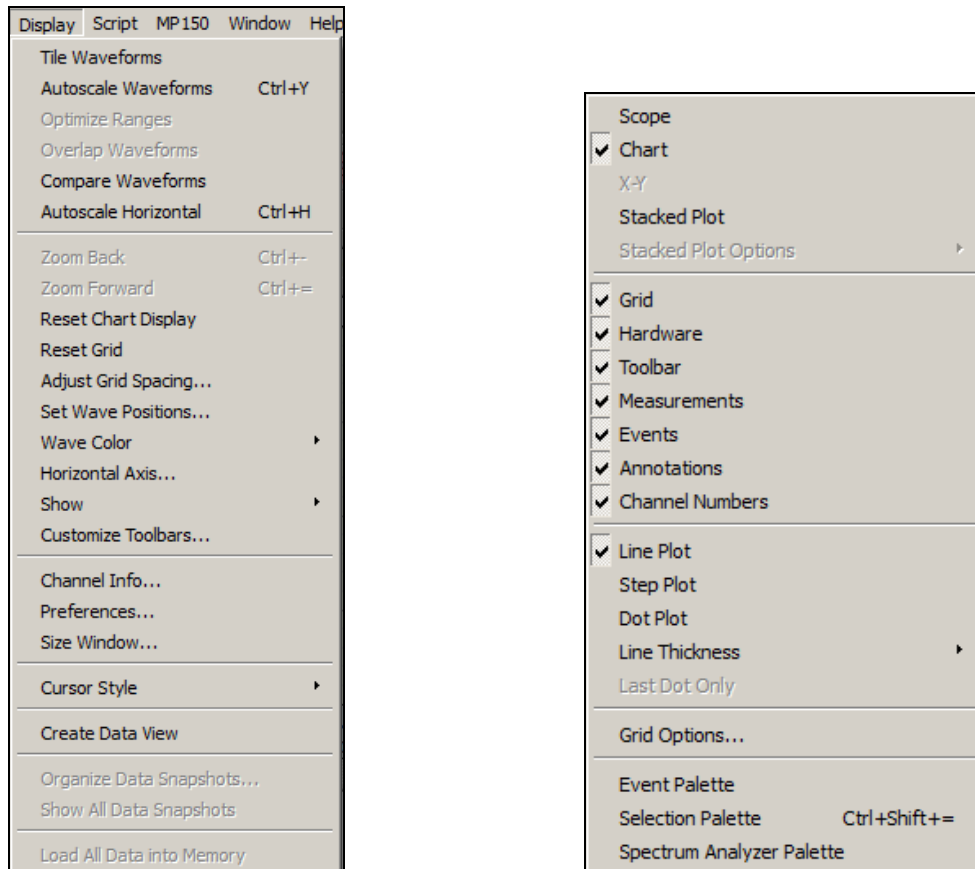 Display Script MP150 Window Help
Tile Waveforms
Autoscale Waveforms Ctrl+Y
Optimize Ranges
Overlap Waveforms
Compare Waveforms
Autoscale Horizontal Ctrl+H
Zoom Back Ctrl+-
Zoom Forward Ctrl+=
Reset Chart Display
Reset Grid
Adjust Grid Spacing...
Set Wave Positions...
Wave Color
Horizontal Axis...
Show
Customize Toolbars...
Channel Info...
Preferences...
Size Window...
Cursor Style
Create Data View
Organize Data Snapshots...
Show All Data Snapshots
Load All Data into Memory
Scope
Chart
X-Y
Stacked Plot
Stacked Plot Options
Grid
Hardware
Toolbar
Measurements
Events
Annotations
Channel Numbers
Line Plot
Step Plot
Dot Plot
Line Thickness
Last Dot Only
Grid Options...
Event Palette
Selection Palette Ctrl+Shift+=
Spectrum Analyzer Palette